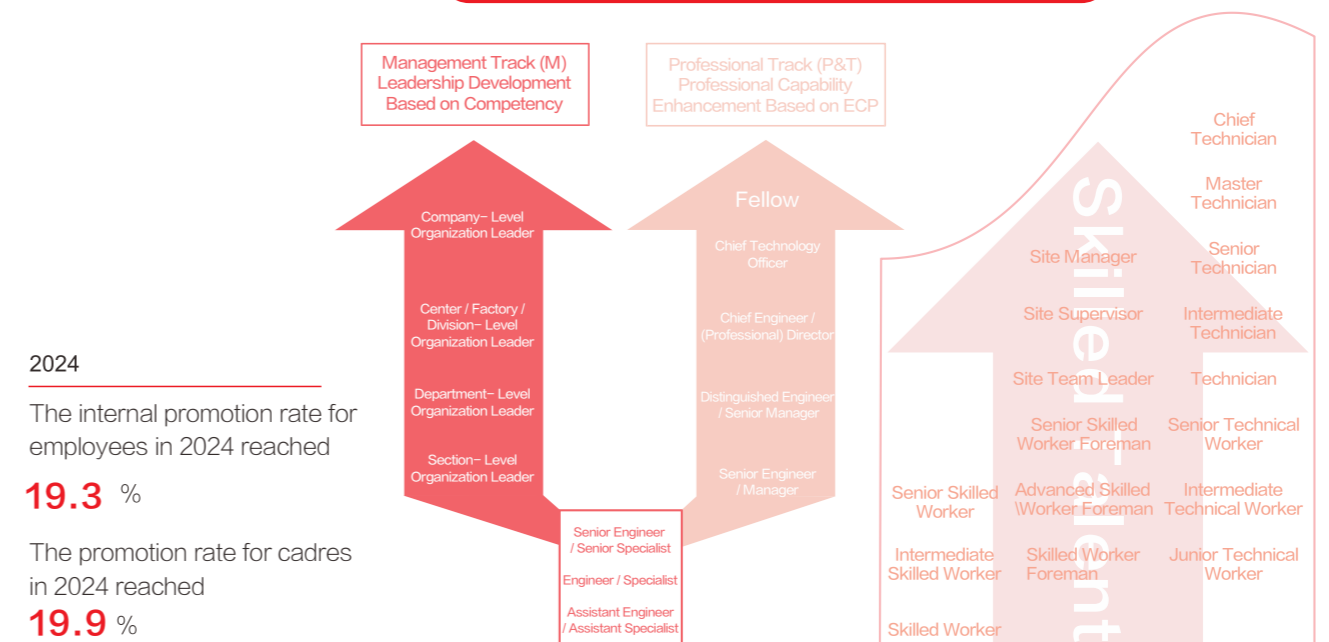 Management Track (M)
Leadership Development
Based on Competency
Professional Track (P&T)
Professional Capability
Enhancement Based on ECP
Company- Level
Organization Leader
Center / Factory /
Division- Level
Organization Leader
Department- Level
Organization Leader
Section- Level
Organization Leader
Fellow
Chief Technology
Officer
Chief Engineer /
(Professional) Director
Distinguished Engineer
/ Senior Manager
Senior Engineer
/ Manager
Senior Engineer
/ Senior Specialist
Engineer / Specialist
Assistant Engineer
/ Assistant Specialist
2024
The internal promotion rate for
employees in 2024 reached
19.3 %
The promotion rate for cadres
in 2024 reached
19.9 %
Skilled Talent
Senior Skilled
Worker
Intermediate
Skilled Worker
Skilled Worker
Site Manager
Site Supervisor
Site Team Leader
Senior Skilled
Worker Foreman
Advanced Skilled
\Worker Foreman
Skilled Worker
Foreman
Chief
Technician
Master
Technician
Senior
Technician
Intermediate
Technician
Technician
Senior Technical
Worker
Intermediate
Technical Worker
Junior Technical
Worker